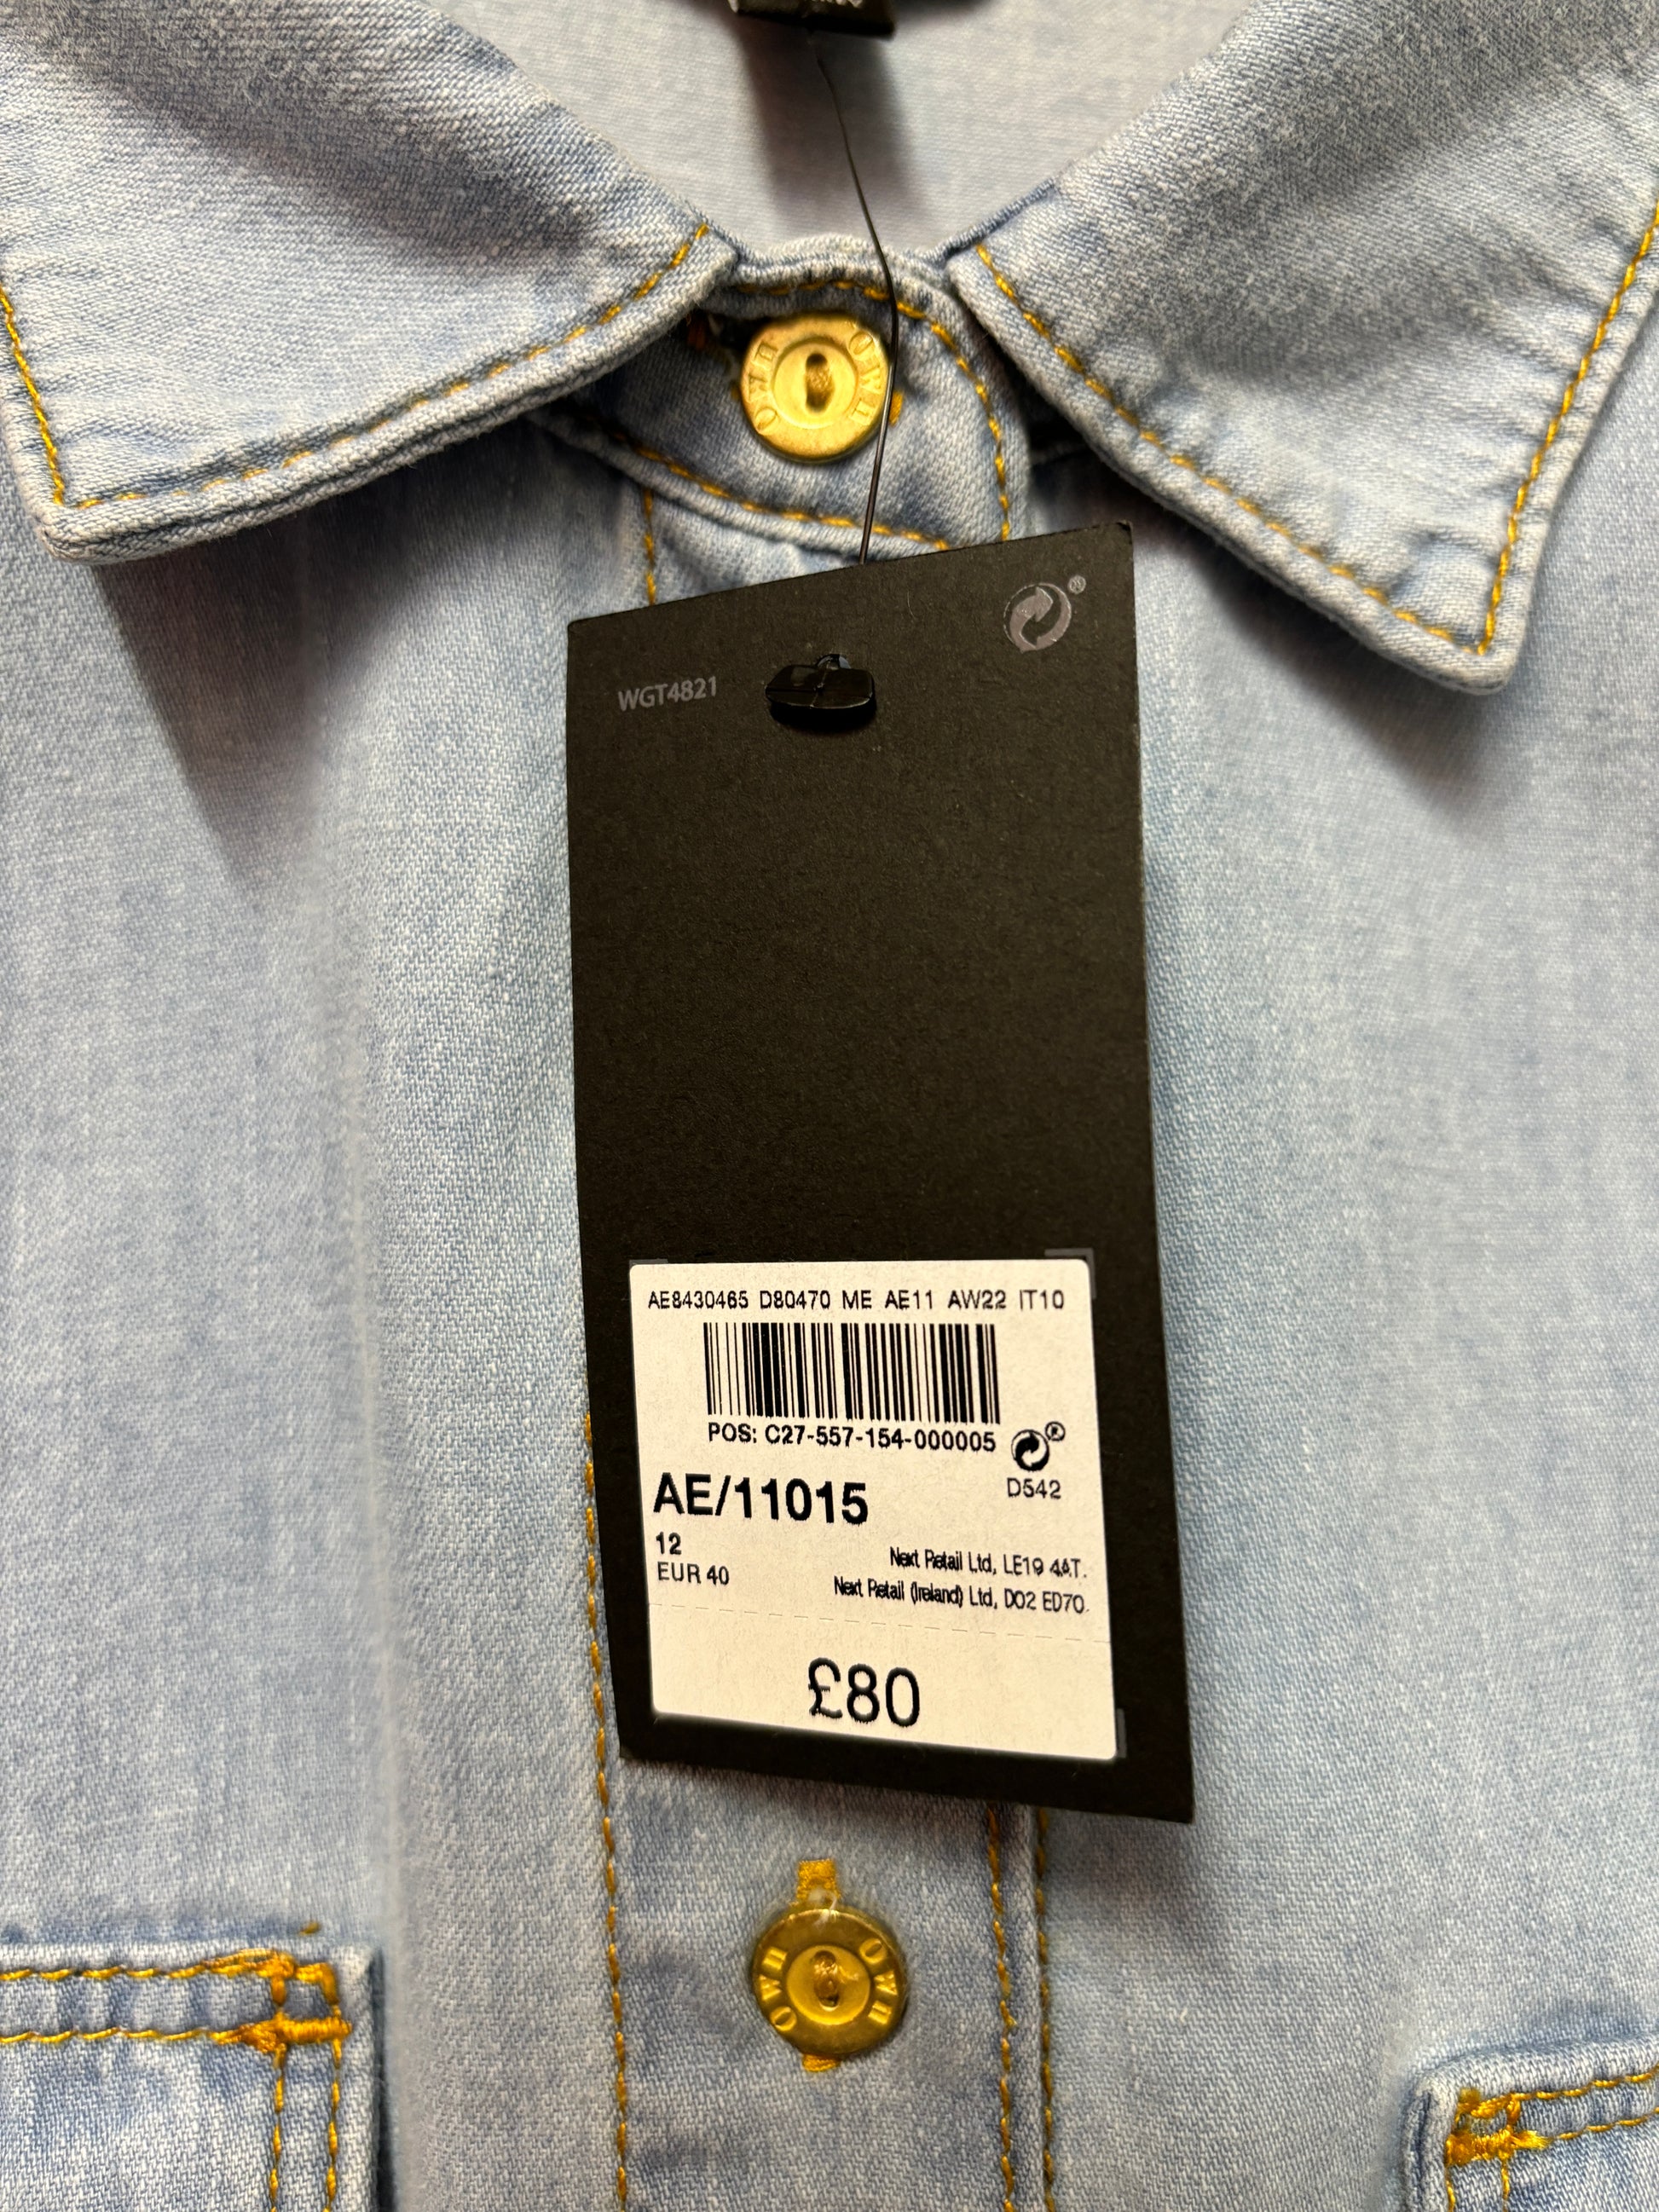 WGT4821
®
AE8430465 D80470 ME AE11 AW22 IT10
POS: C27-557-154-000005
®
D542
AE/11015
12
EUR 40
Next Retail Ltd, LE19 4AT.
Next Retail (Ireland) Ltd, D02 ED70.
£80